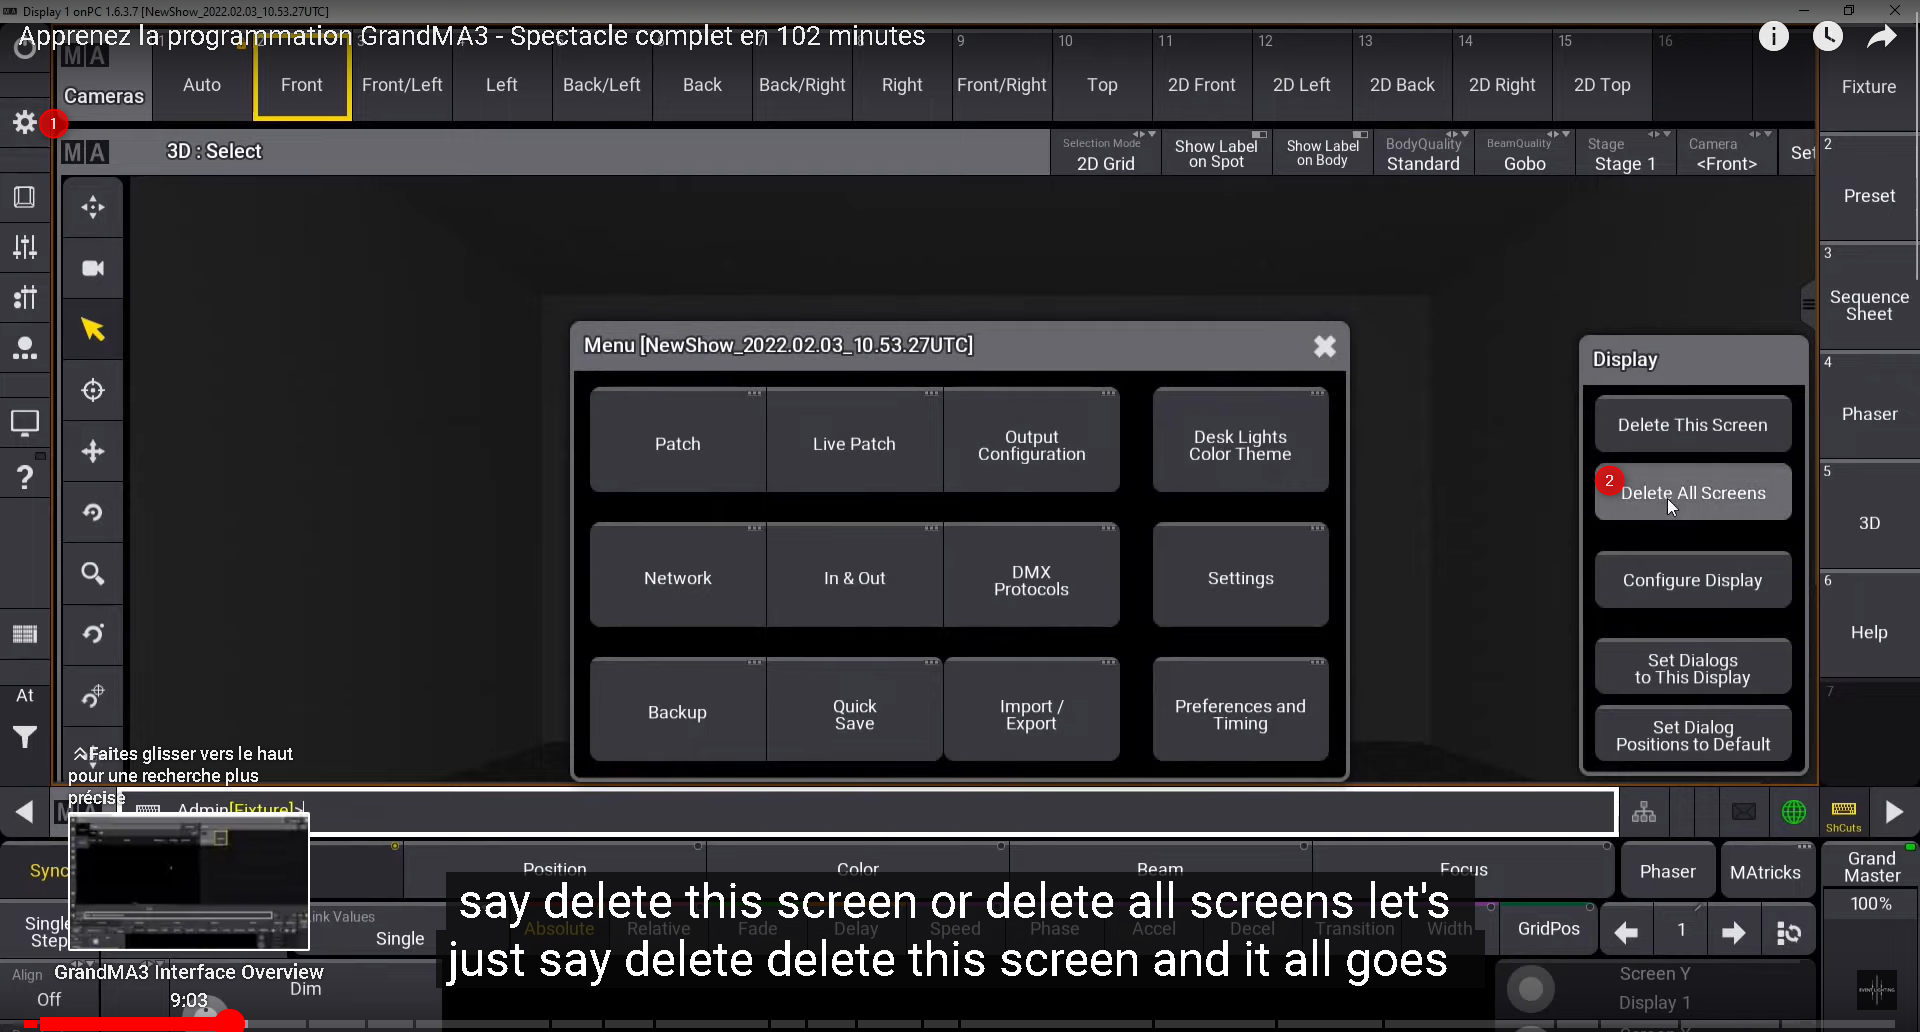 Display 1 onPC 1.6.3.7 [NewShow_2022.02.03_10.53.27UTC]
Apprenez la programmation GrandMA3 - Spectacle complet en 102 minutes
MA
Cameras
Auto
Front
Front/Left
Left
Back/Left
Back
Back/Right
Right
9
Front/Right
10
Top
11
2D Front
12
2D Left
13
2D Back
14
2D Right
15
2D Top
16
Fixture
1
MA
3D : Select
Selection Mode
2D Grid
Show Label
on Spot
Show Label
on Body
BodyQuality
Standard
BeamQuality
Gobo
Stage
Stage 1
Camera
<Front>
Set
2
Preset
3
Sequence
Sheet
4
Phaser
5
3D
6
Help
7
Menu [NewShow_2022.02.03_10.53.27UTC]
Patch
Live Patch
Output
Configuration
Desk Lights
Color Theme
Network
In & Out
DMX
Protocols
Settings
Backup
Quick
Save
Import /
Export
Preferences and
Timing
Display
Delete This Screen
2
Delete All Screens
Configure Display
Set Dialogs
to This Display
Set Dialog
Positions to Default
?
At
Faites glisser vers le haut
pour une recherche plus
précise
Admin[Fixture]>
ShCuts
Sync
Position
Color
Beam
Focus
Phaser
MAtricks
Grand
Master
100%
Single
Step
Link Values
Single
Absolute
Relative
Fade
Delay
Speed
Phase
Accel
Decel
Transition
Width
GridPos
1
say delete this screen or delete all screens let's
just say delete delete this screen and it all goes
Align
Off
GrandMA3 Interface Overview
9:03
Dim
Screen Y
Display 1
EVENT LIGHTING